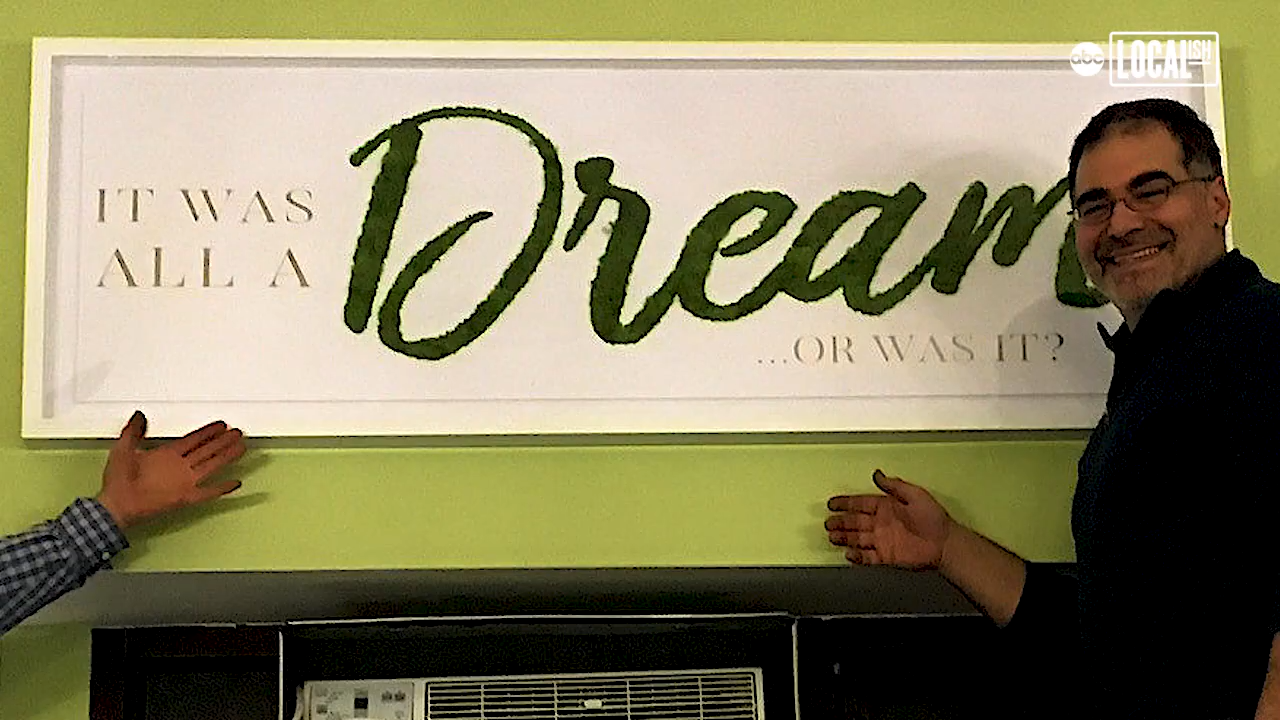 abc LOCALISH
IT WAS
ALL A
Dream
...OR WAS IT?